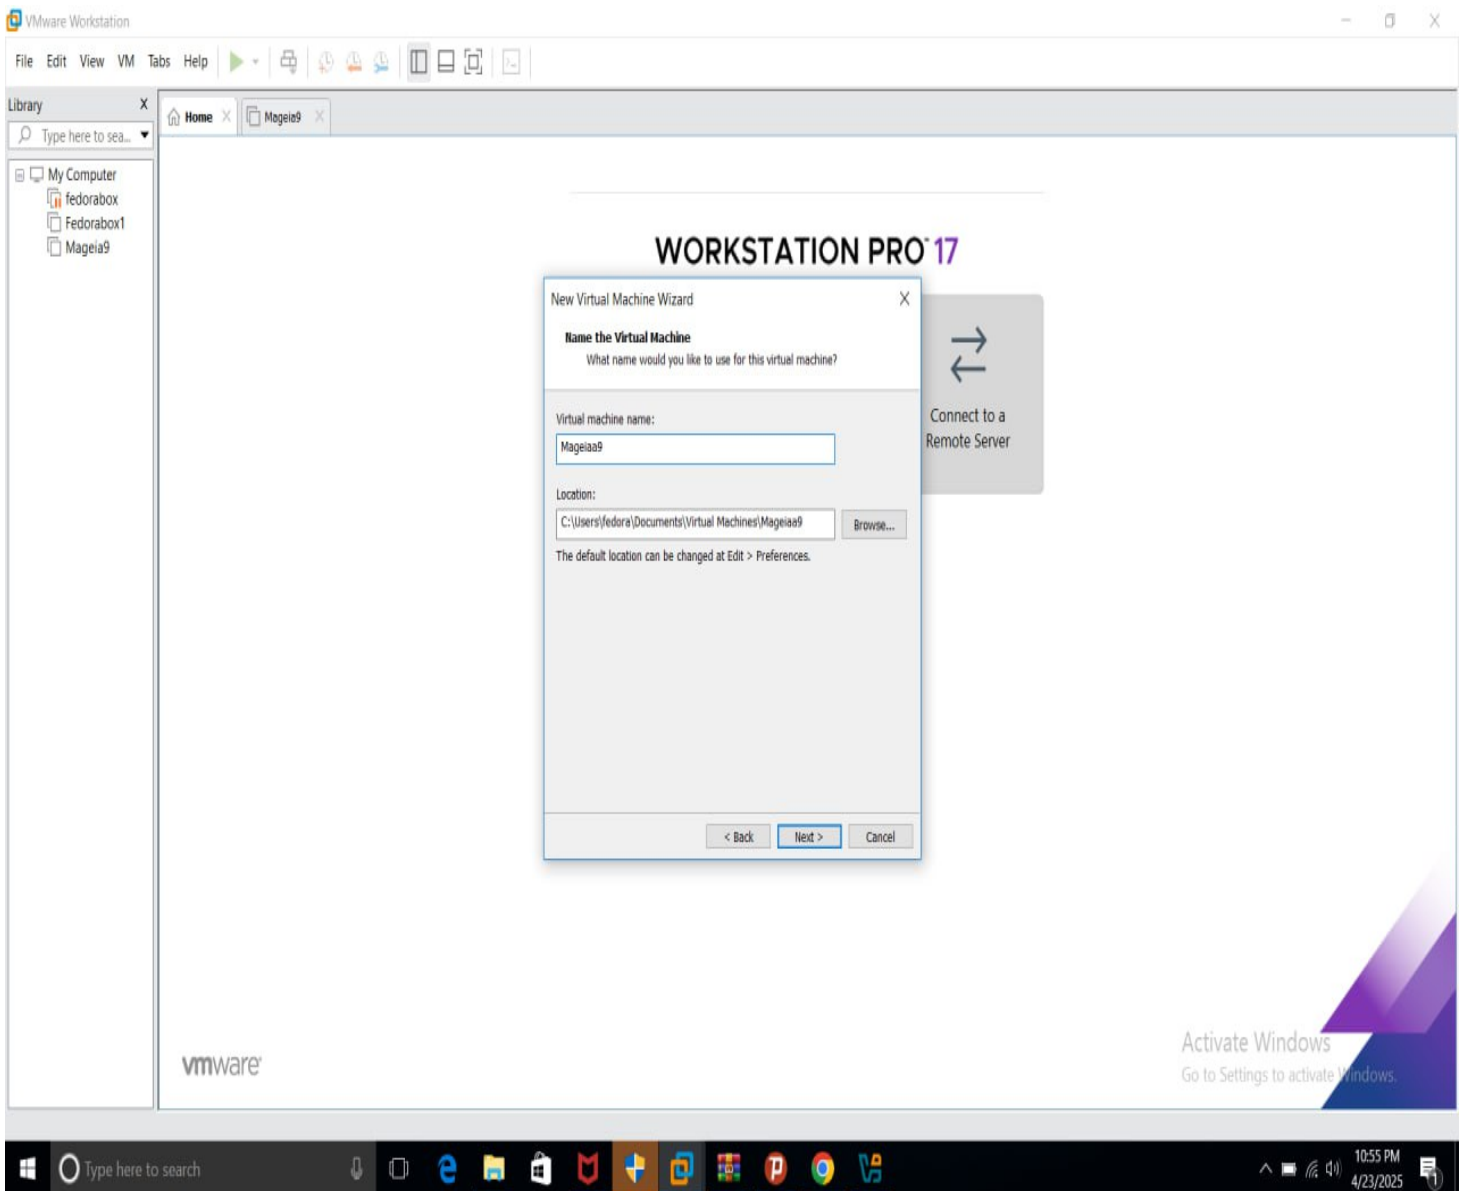 VMware Workstation
File Edit View VM Tabs Help
Library X
Type here to sea...
Home
Mageia9
My Computer
fedorabox
Fedorabox1
Mageia9
WORKSTATION PRO™ 17
New Virtual Machine Wizard
Name the Virtual Machine
What name would you like to use for this virtual machine?
Virtual machine name:
Mageiaa9
Location:
C:\Users\fedora\Documents\Virtual Machines\Mageiaa9
Browse...
The default location can be changed at Edit > Preferences.
< Back Next > Cancel
Connect to a
Remote Server
vmware®
Activate Windows
Go to Settings to activate Windows.
Type here to search
10:55 PM
4/23/2025
1